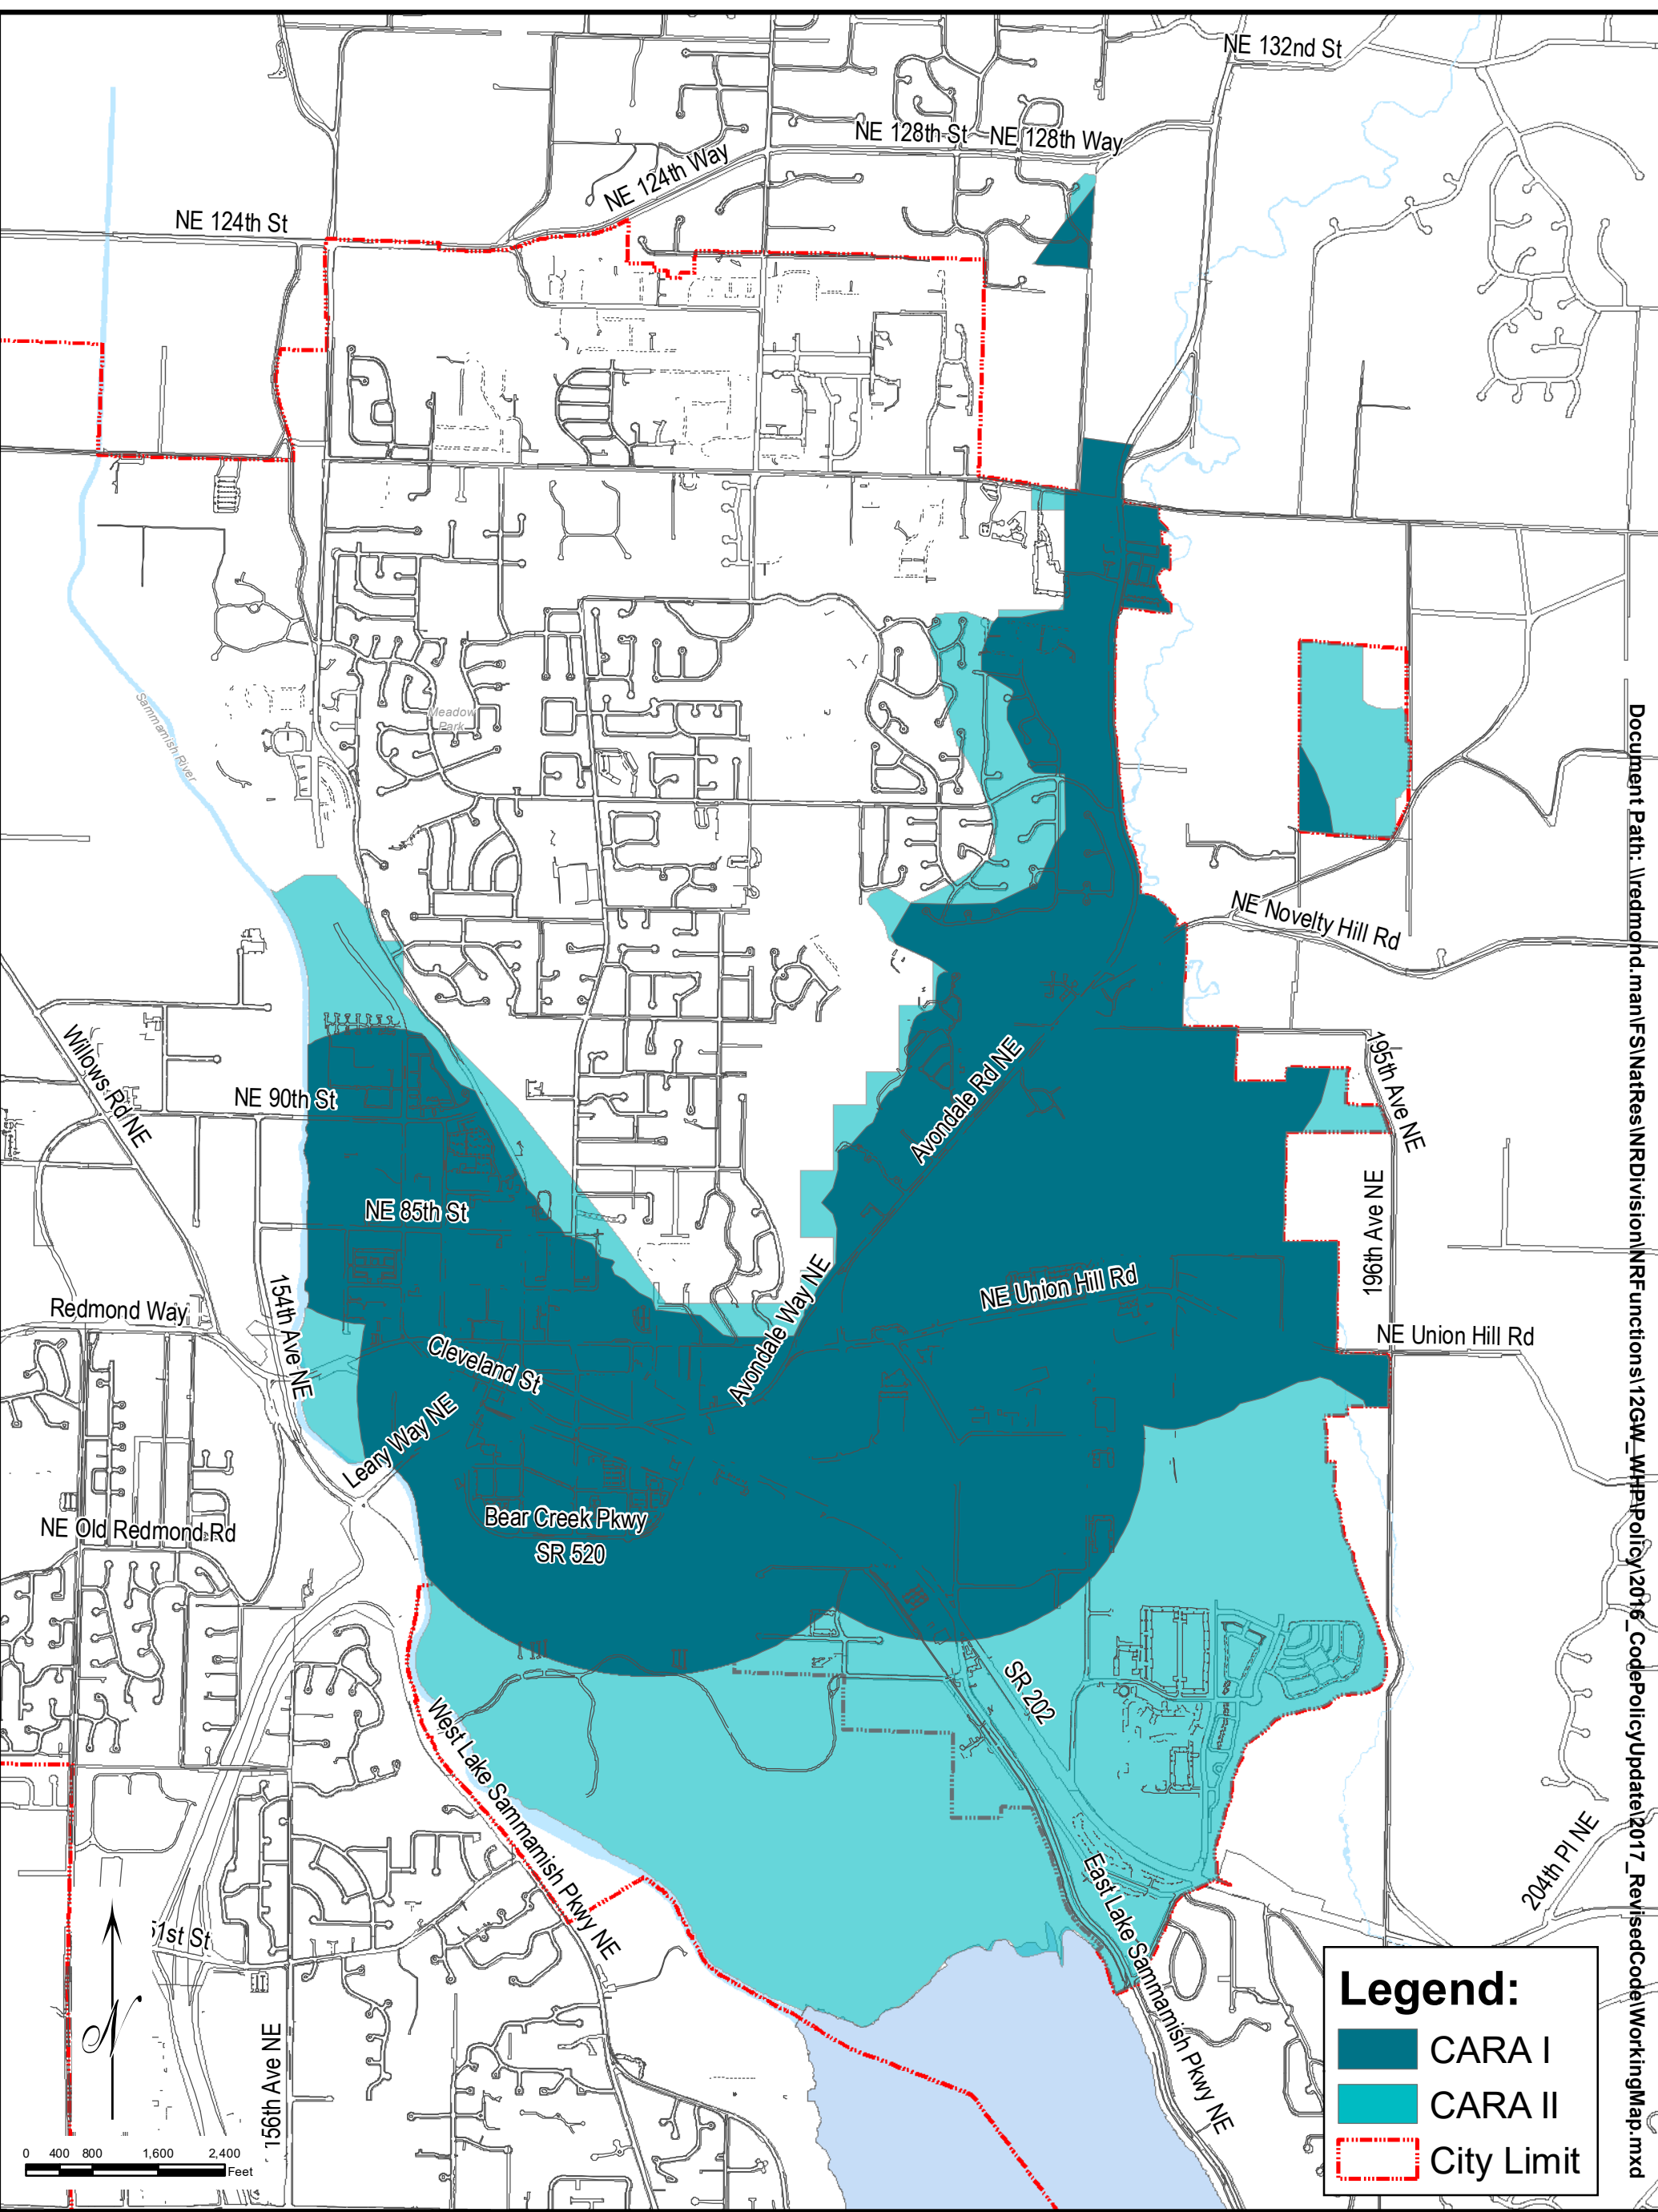 NE 132nd St
NE 128th St
NE 128th Way
NE 124th Way
NE 124th St
Sammamish River
Meadow
Park
NE Novelty Hill Rd
Willows Rd NE
NE 90th St
Avondale Rd NE
195th Ave NE
196th Ave NE
NE 85th St
154th Ave NE
Redmond Way
Cleveland St
Avondale Way NE
NE Union Hill Rd
NE Union Hill Rd
Leary Way NE
NE Old Redmond Rd
Bear Creek Pkwy
SR 520
SR 202
West Lake Sammamish Pkwy NE
East Lake Sammamish Pkwy NE
204th Pl NE
51st St
156th Ave NE
N
0 400 800 1,600 2,400
Feet
Legend:
CARA I
CARA II
City Limit
Document Path: \\redmond.man\FS\NatRes\NRDivision\NRFunctions\12GW_WHPV\Policy\2016_CodePolicyUpdate\2017_RevisedCode\WorkingMap.mxd